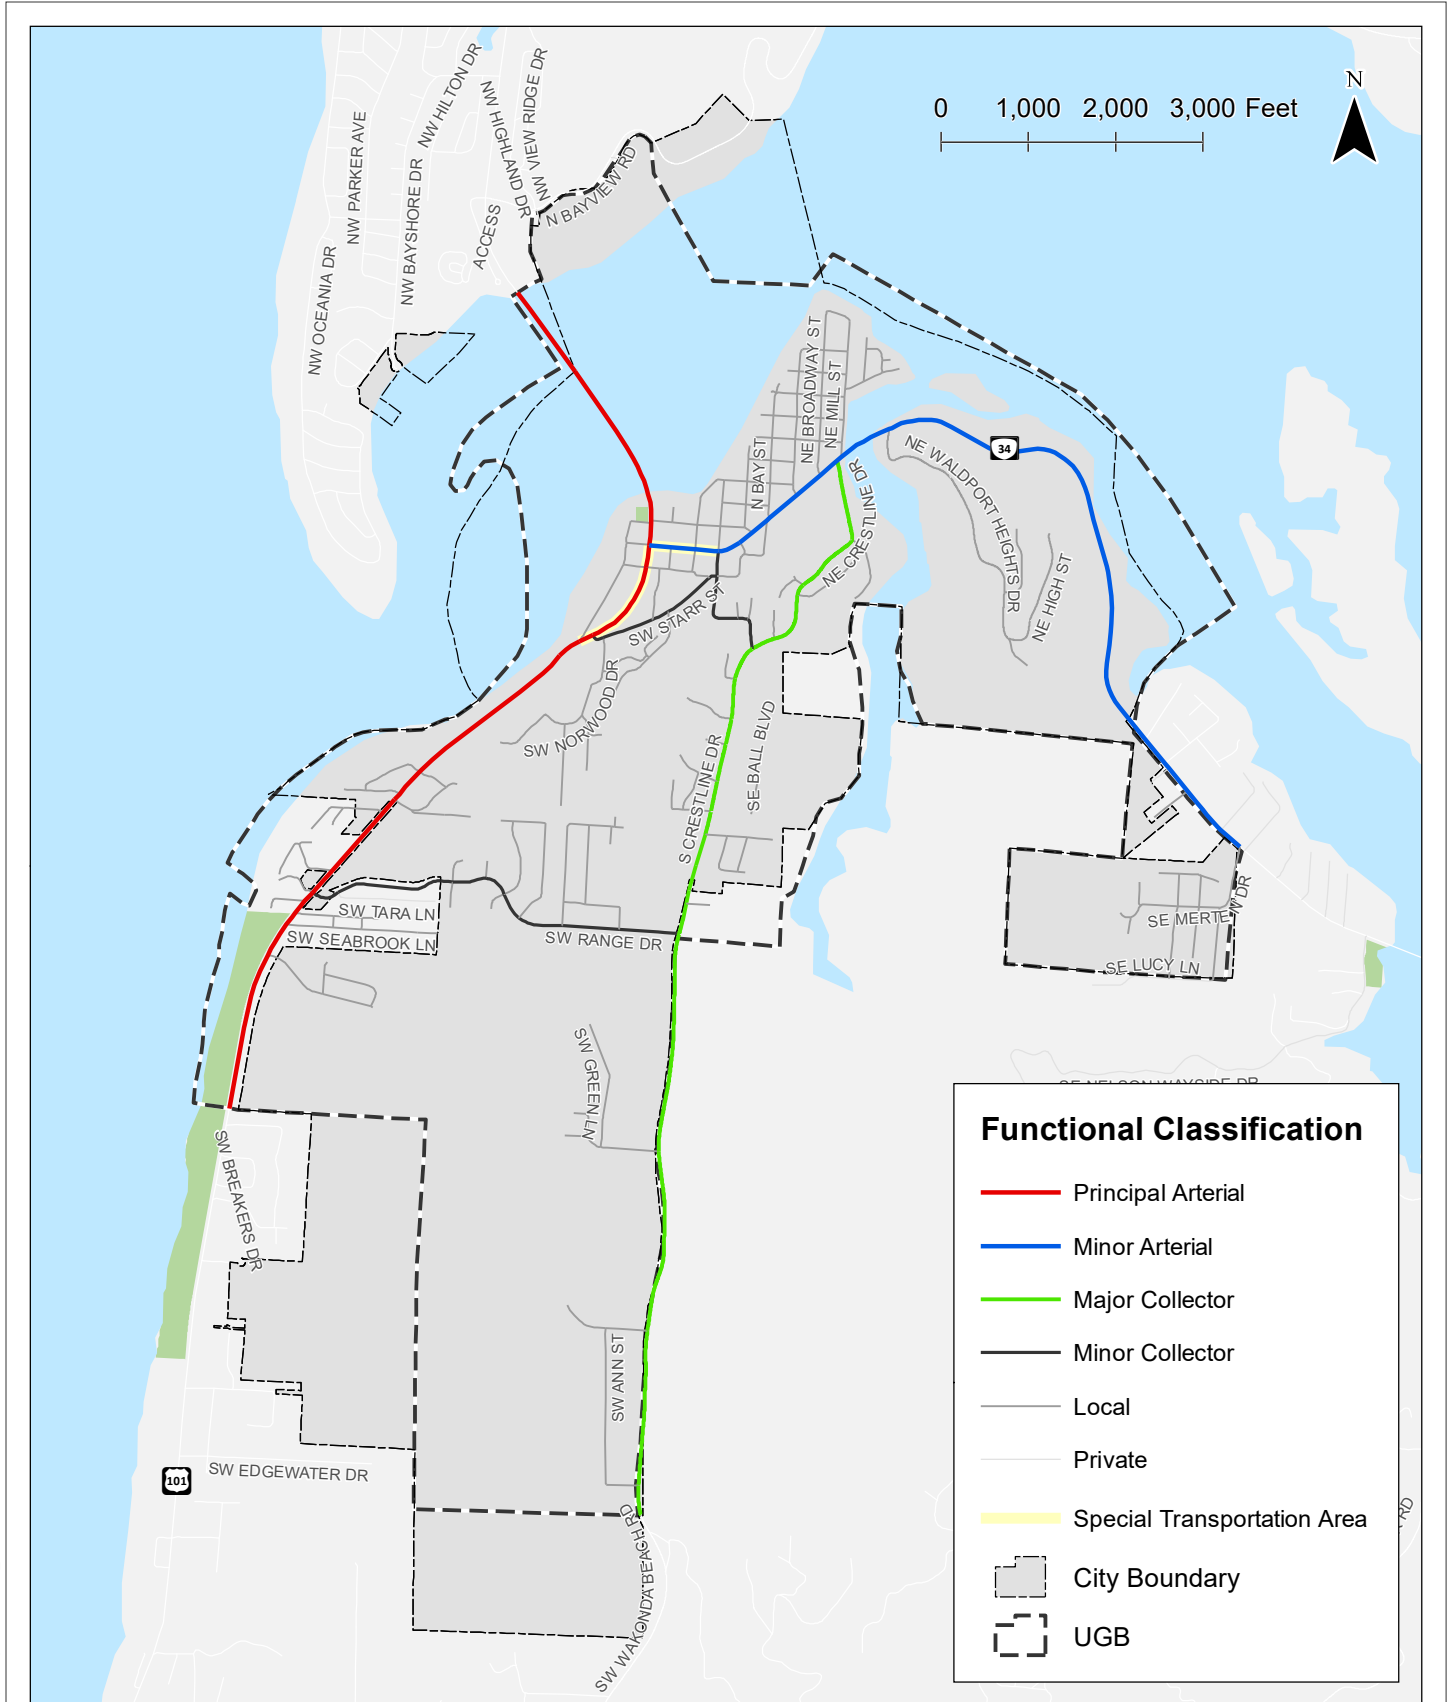 N
0 1,000 2,000 3,000 Feet
NW HILTON DR
NW VIEW RIDGE DR
NW HIGHLAND DR
NW PARKER AVE
NW BAYSHORE DR
N BAYVIEW RD
ACCESS
NW OCEANIA DR
NE BROADWAY ST
NE MILL ST
N BAY ST
34
NE WALDPORT HEIGHTS DR
NE CRESTLINE DR
NE HIGH ST
SW STARR ST
SW NORWOOD DR
SE BALL BLVD
S CRESTLINE DR
SW TARA LN
SW SEABROOK LN
SW RANGE DR
SE MERTEN DR
SE LUCY LN
SW GREEN LN
SE NELSON WAYSIDE DR
SW BREAKERS DR
SW ANN ST
101
SW EDGEWATER DR
SW WAKONDA BEACH RD
RD
Functional Classification
Principal Arterial
Minor Arterial
Major Collector
Minor Collector
Local
Private
Special Transportation Area
City Boundary
UGB